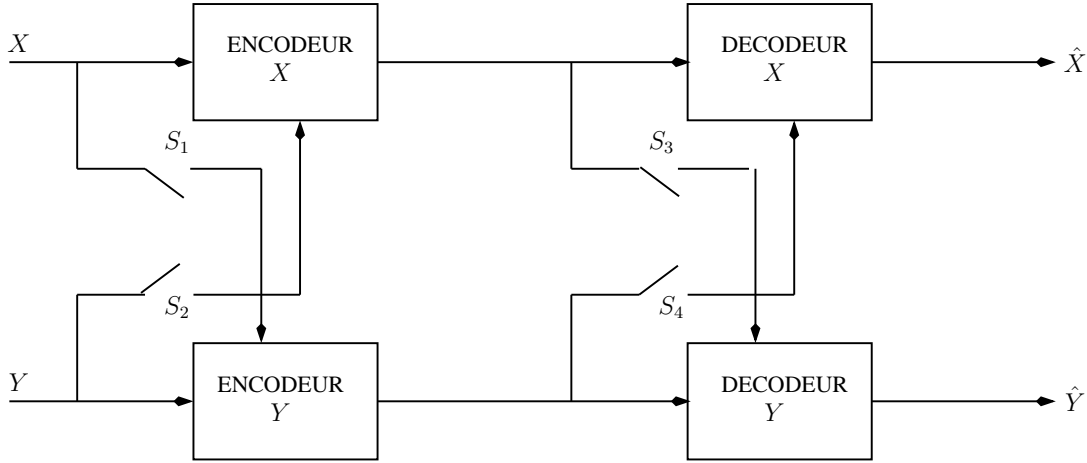 X
ENCODEUR
X
DECODEUR
X
X̂
S₁
S₃
S₂
S₄
Y
ENCODEUR
Y
DECODEUR
Y
Ŷ